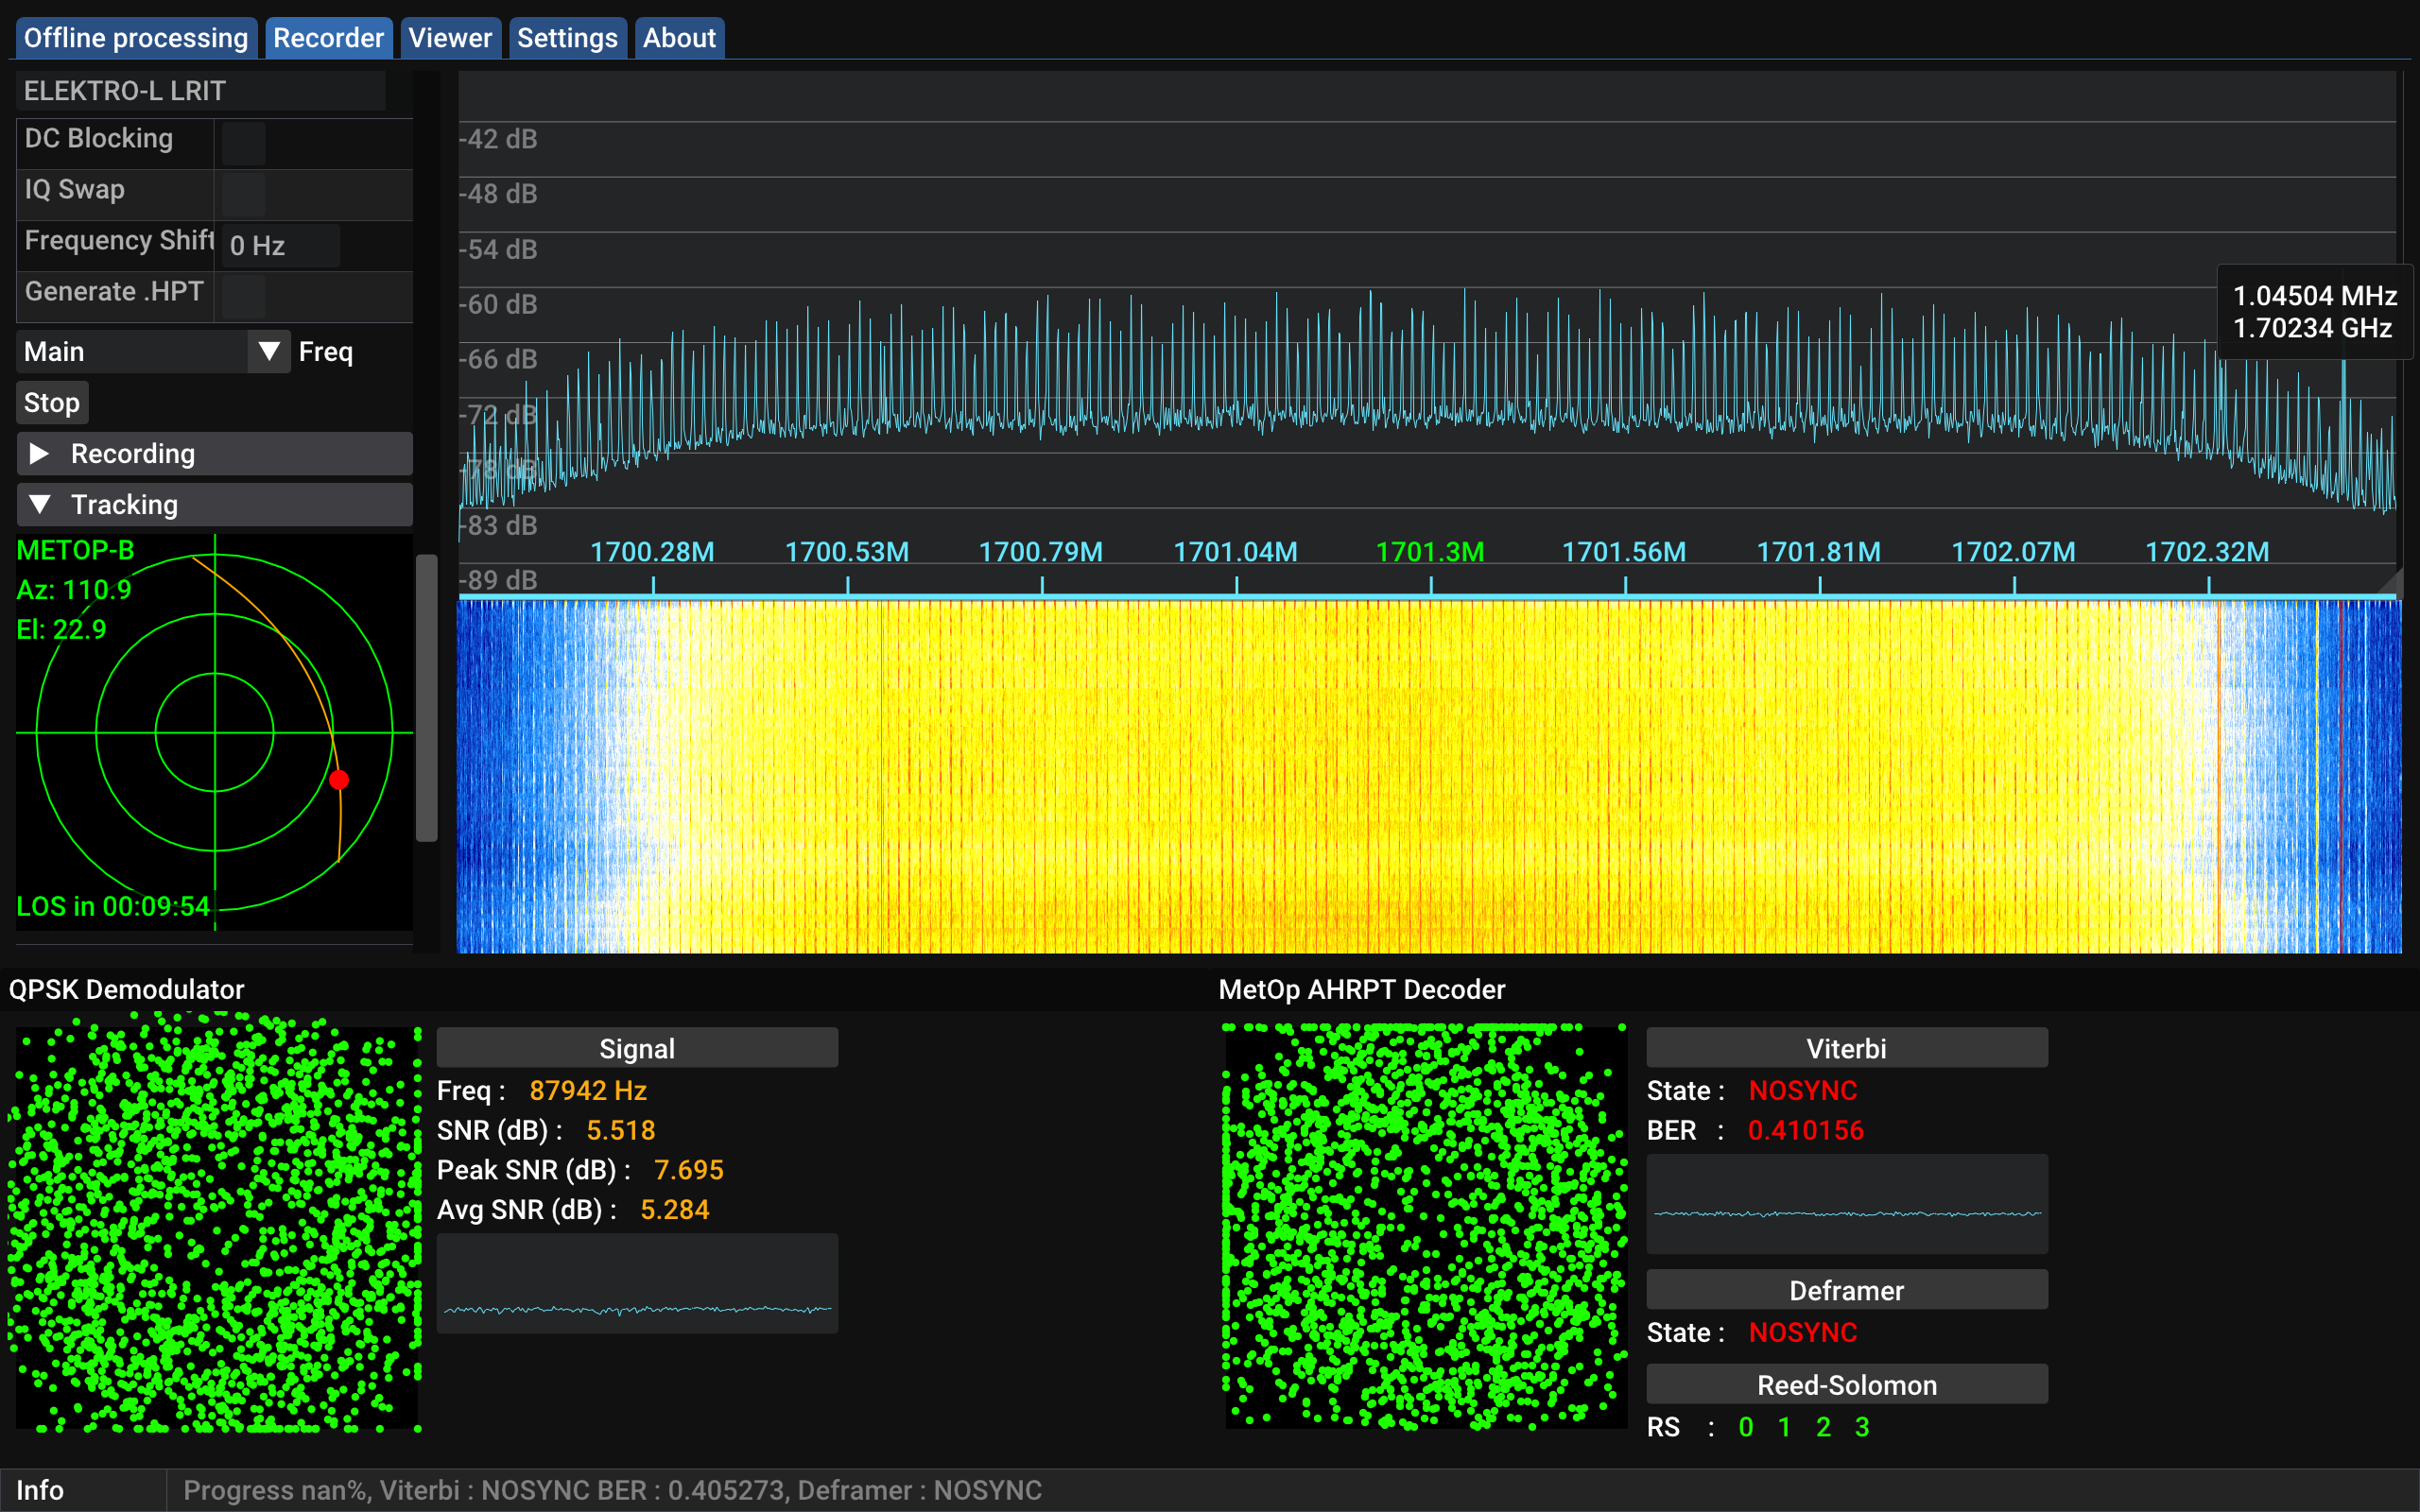 Offline processing Recorder Viewer Settings About
ELEKTRO-L LRIT
DC Blocking
IQ Swap
Frequency Shift 0 Hz
Generate .HPT
Main Freq
Stop
Recording
Tracking
METOP-B
Az: 110.9
El: 22.9
LOS in 00:09:54
-42 dB
-48 dB
-54 dB
-60 dB
-66 dB
-72 dB
-78 dB
-83 dB
-89 dB
1.04504 MHz
1.70234 GHz
1700.28M 1700.53M 1700.79M 1701.04M 1701.3M 1701.56M 1701.81M 1702.07M 1702.32M
QPSK Demodulator
Signal
Freq : 87942 Hz
SNR (dB) : 5.518
Peak SNR (dB) : 7.695
Avg SNR (dB) : 5.284
MetOp AHRPT Decoder
Viterbi
State : NOSYNC
BER : 0.410156
Deframer
State : NOSYNC
Reed-Solomon
RS : 0 1 2 3
Info Progress nan%, Viterbi : NOSYNC BER : 0.405273, Deframer : NOSYNC